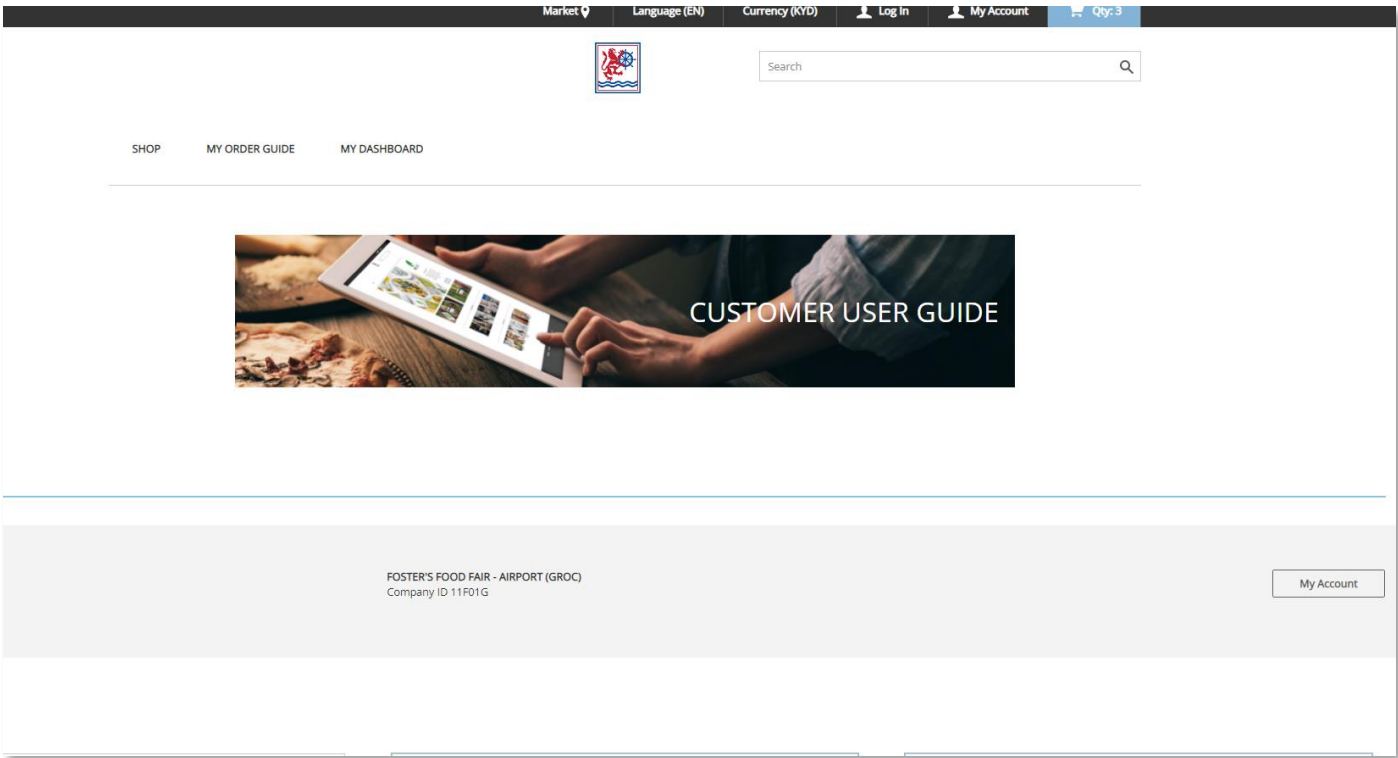 Market Language (EN) Currency (KYD) Log In My Account Qty: 3
Search
SHOP MY ORDER GUIDE MY DASHBOARD
CUSTOMER USER GUIDE
FOSTER'S FOOD FAIR - AIRPORT (GROC)
Company ID 11F01G
My Account